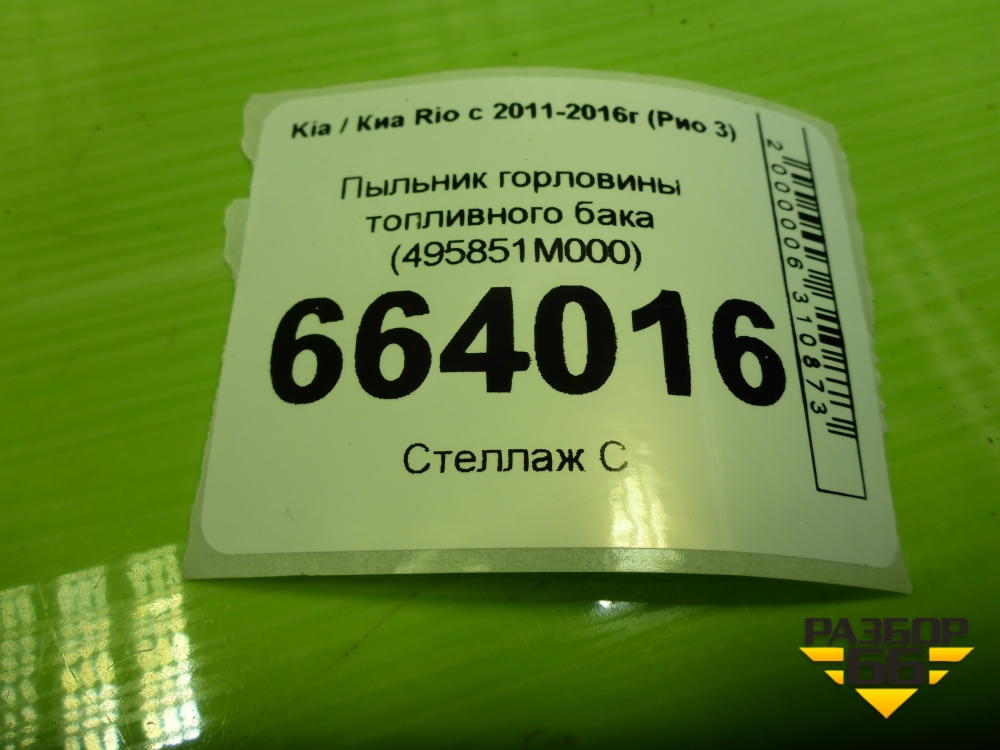 Kia / Киа Rio с 2011-2016г (Рио 3)
Пыльник горловины
топливного бака
(495851M000)
664016
Стеллаж С
2000006310873
РАЗБОР
66